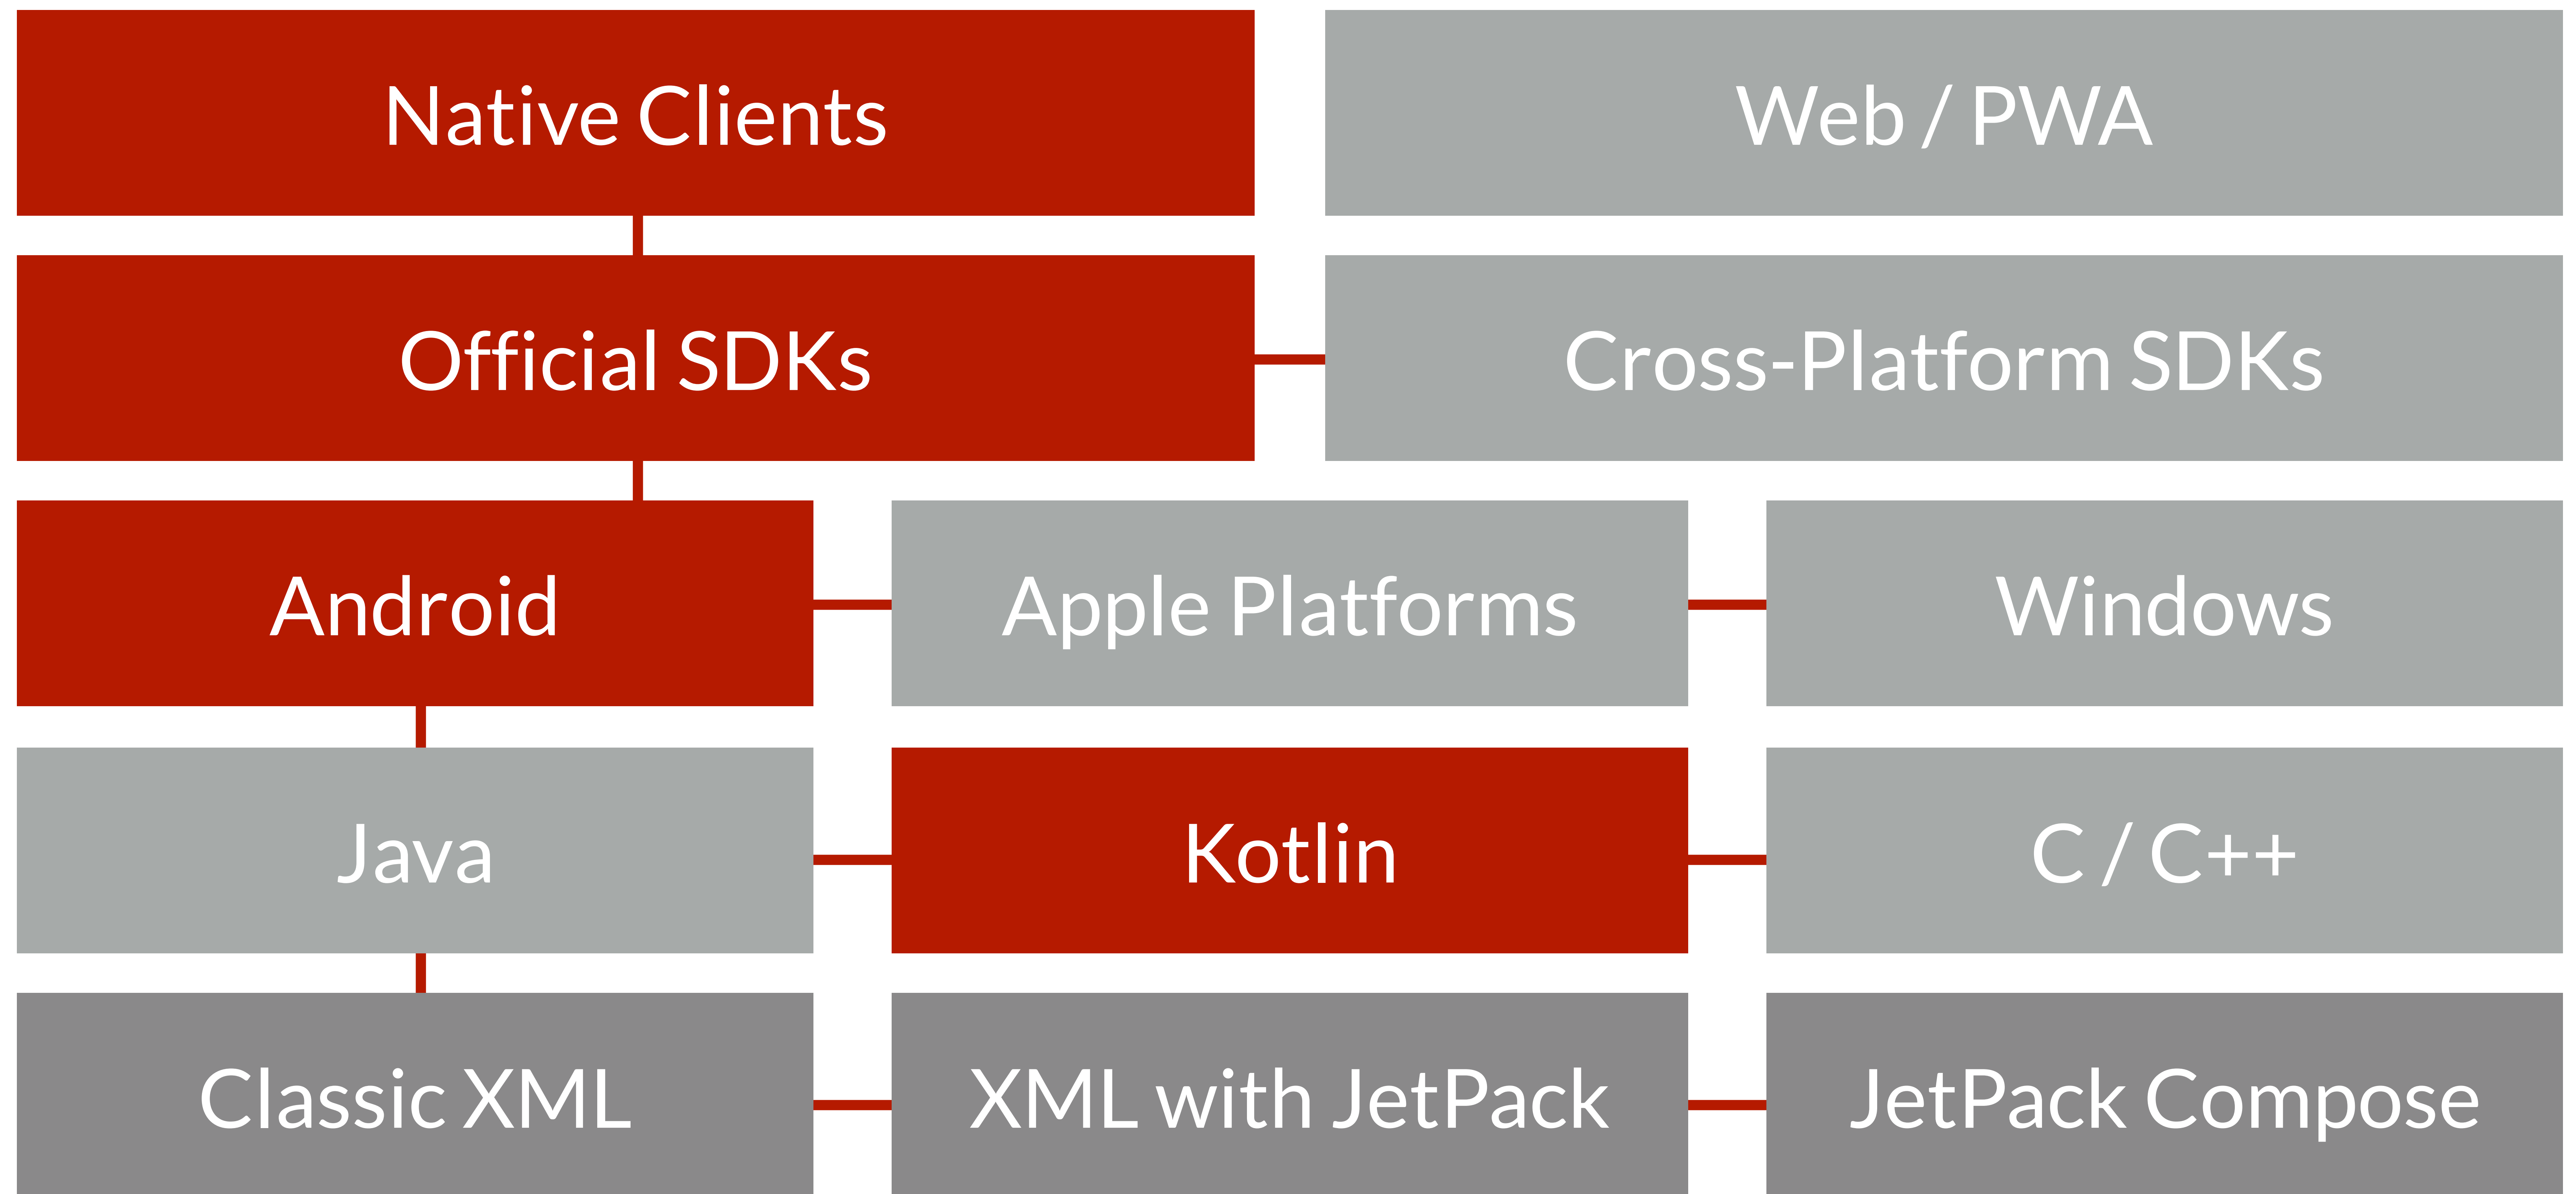 Native Clients
Web / PWA
Official SDKs
Cross-Platform SDKs
Android
Apple Platforms
Windows
Java
Kotlin
C / C++
Classic XML
XML with JetPack
JetPack Compose